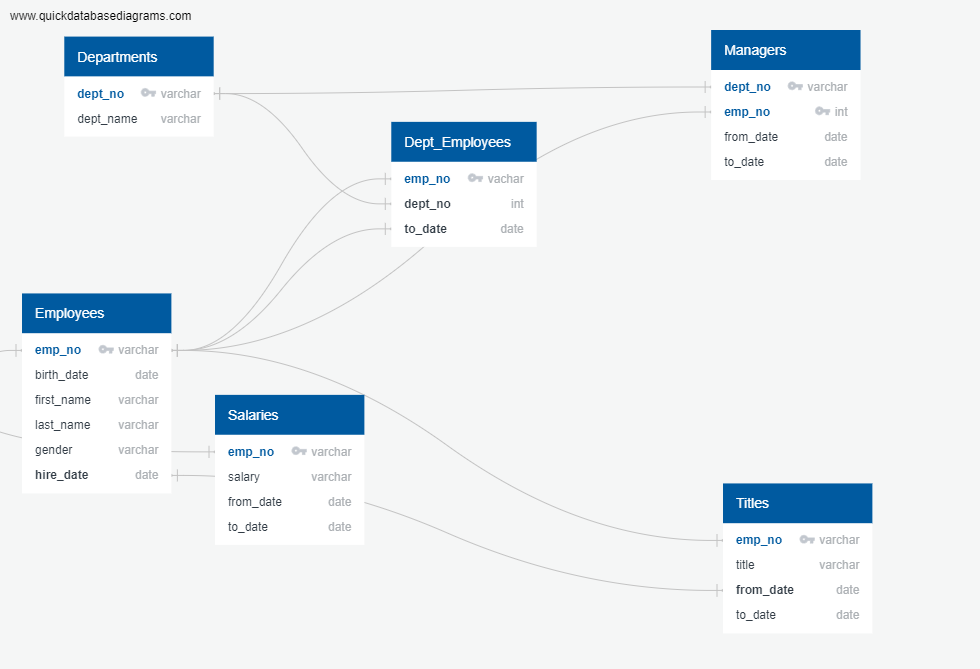 www.quickdatabasediagrams.com
Departments
dept_no varchar
dept_name varchar
Managers
dept_no varchar
emp_no int
from_date date
to_date date
Dept_Employees
emp_no vachar
dept_no int
to_date date
Employees
emp_no varchar
birth_date date
first_name varchar
last_name varchar
gender varchar
hire_date date
Salaries
emp_no varchar
salary varchar
from_date date
to_date date
Titles
emp_no varchar
title varchar
from_date date
to_date date